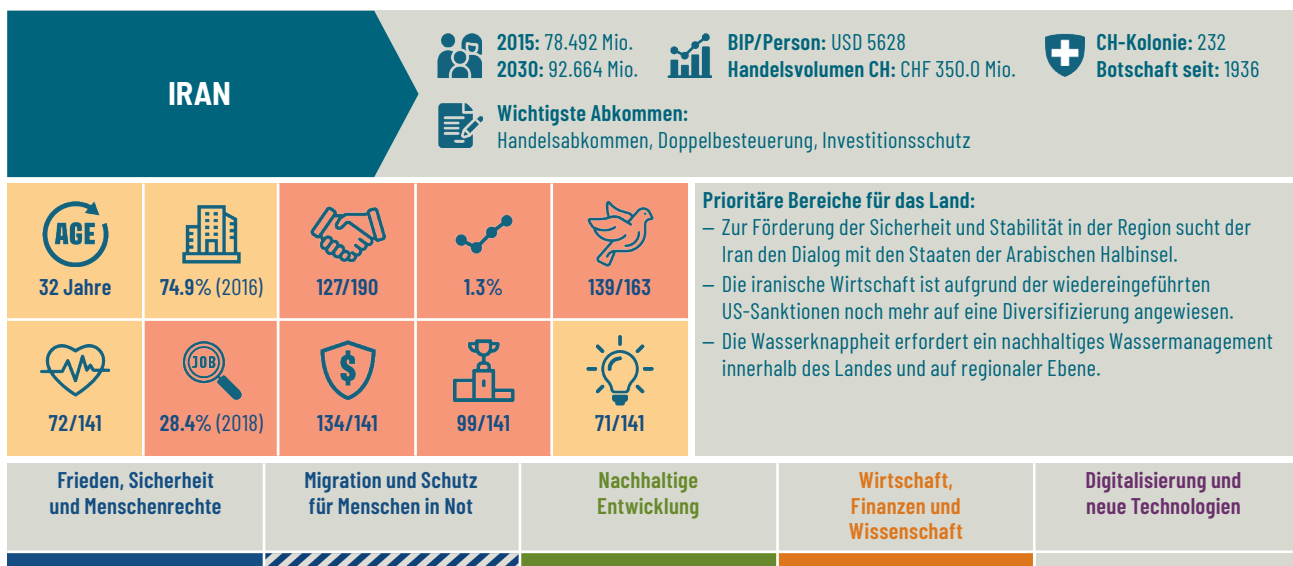 IRAN
2015: 78.492 Mio.
2030: 92.664 Mio.
BIP/Person: USD 5628
Handelsvolumen CH: CHF 350.0 Mio.
CH-Kolonie: 232
Botschaft seit: 1936
Wichtigste Abkommen:
Handelsabkommen, Doppelbesteuerung, Investitionsschutz
AGE
32 Jahre
74.9% (2016)
127/190
1.3%
139/163
72/141
JOB
28.4% (2018)
$
134/141
99/141
71/141
Prioritäre Bereiche für das Land:
– Zur Förderung der Sicherheit und Stabilität in der Region sucht der
Iran den Dialog mit den Staaten der Arabischen Halbinsel.
– Die iranische Wirtschaft ist aufgrund der wiedereingeführten
US-Sanktionen noch mehr auf eine Diversifizierung angewiesen.
– Die Wasserknappheit erfordert ein nachhaltiges Wassermanagement
innerhalb des Landes und auf regionaler Ebene.
Frieden, Sicherheit
und Menschenrechte
Migration und Schutz
für Menschen in Not
Nachhaltige
Entwicklung
Wirtschaft,
Finanzen und
Wissenschaft
Digitalisierung und
neue Technologien